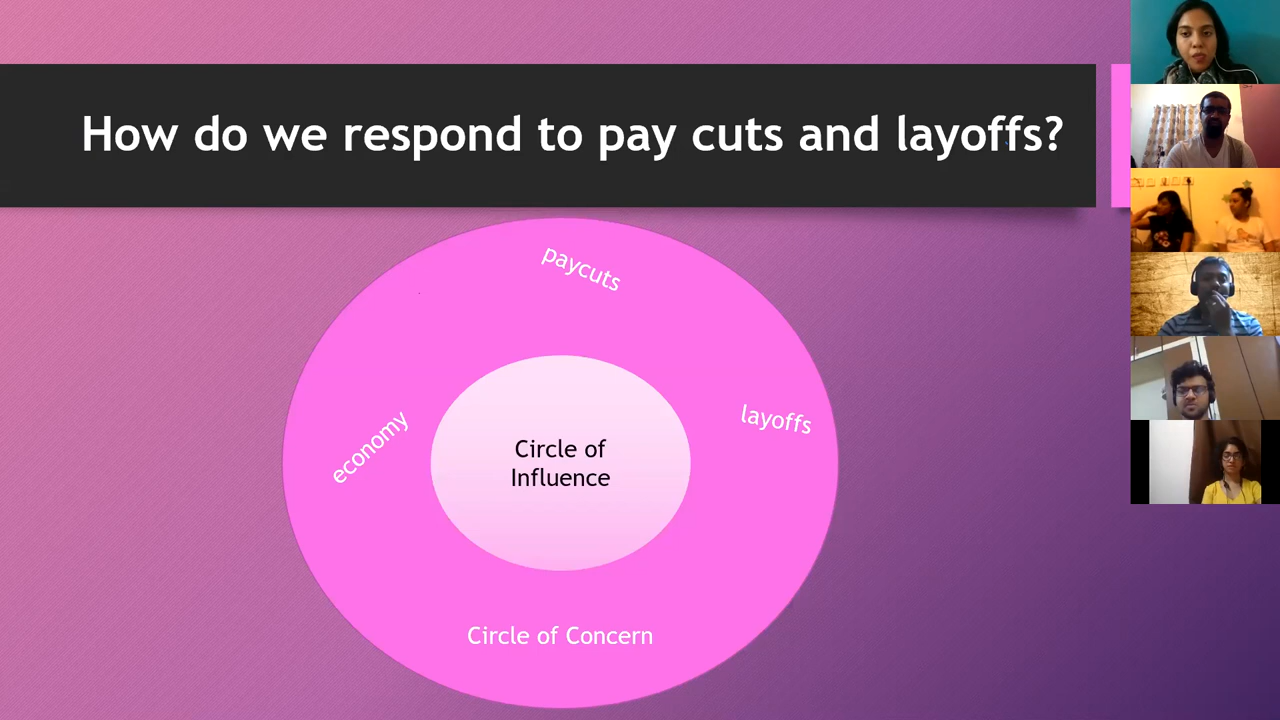 How do we respond to pay cuts and layoffs?
paycuts
layoffs
economy
Circle of
Influence
Circle of Concern